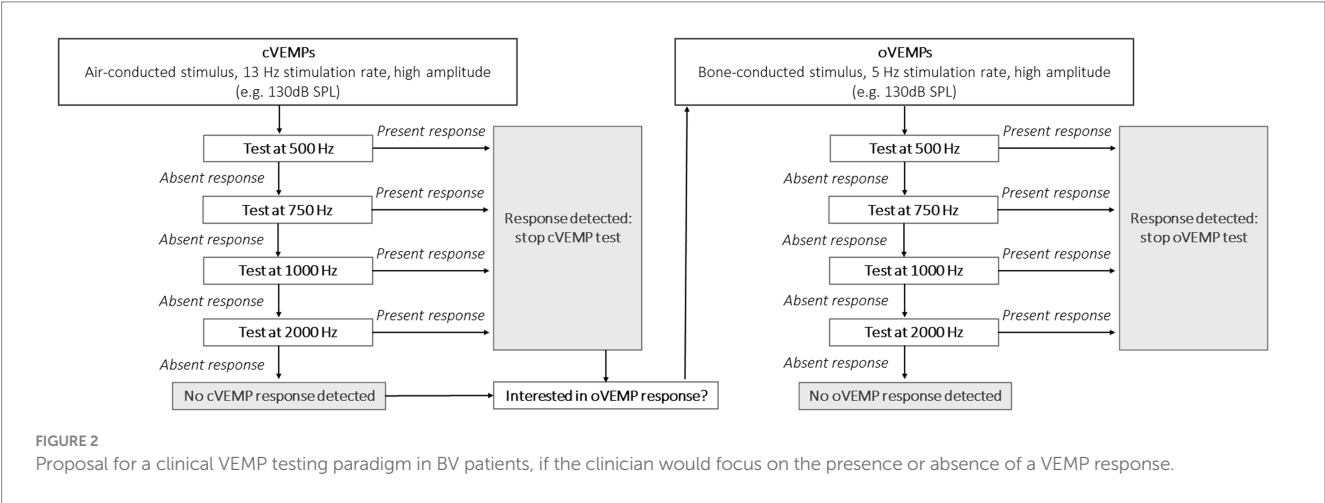 cVEMPs
Air-conducted stimulus, 13 Hz stimulation rate, high amplitude
(e.g. 130dB SPL)
Test at 500 Hz
Present response
Absent response
Test at 750 Hz
Present response
Absent response
Test at 1000 Hz
Present response
Absent response
Test at 2000 Hz
Present response
Absent response
No cVEMP response detected
Response detected:
stop cVEMP test
Interested in oVEMP response?
oVEMPs
Bone-conducted stimulus, 5 Hz stimulation rate, high amplitude
(e.g. 130dB SPL)
Test at 500 Hz
Present response
Absent response
Test at 750 Hz
Present response
Absent response
Test at 1000 Hz
Present response
Absent response
Test at 2000 Hz
Present response
Absent response
No oVEMP response detected
Response detected:
stop oVEMP test
FIGURE 2
Proposal for a clinical VEMP testing paradigm in BV patients, if the clinician would focus on the presence or absence of a VEMP response.